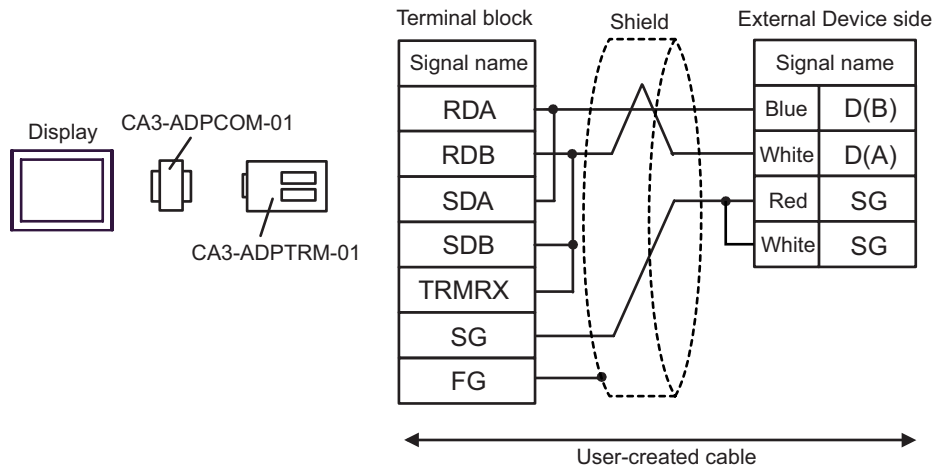 Display
CA3-ADPCOM-01
CA3-ADPTRM-01
Terminal block
Shield
External Device side
Signal name
RDA
RDB
SDA
SDB
TRMRX
SG
FG
Signal name
Blue D(B)
White D(A)
Red SG
White SG
User-created cable